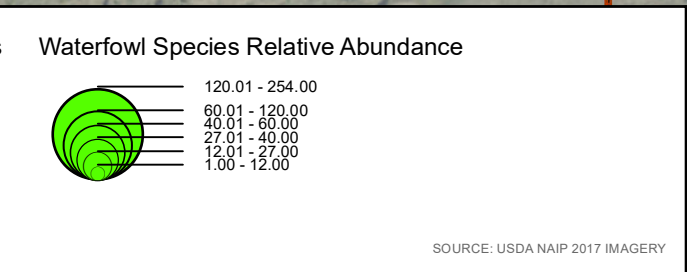 Waterfowl Species Relative Abundance
120.01 - 254.00
60.01 - 120.00
40.01 - 60.00
27.01 - 40.00
12.01 - 27.00
1.00 - 12.00
SOURCE: USDA NAIP 2017 IMAGERY